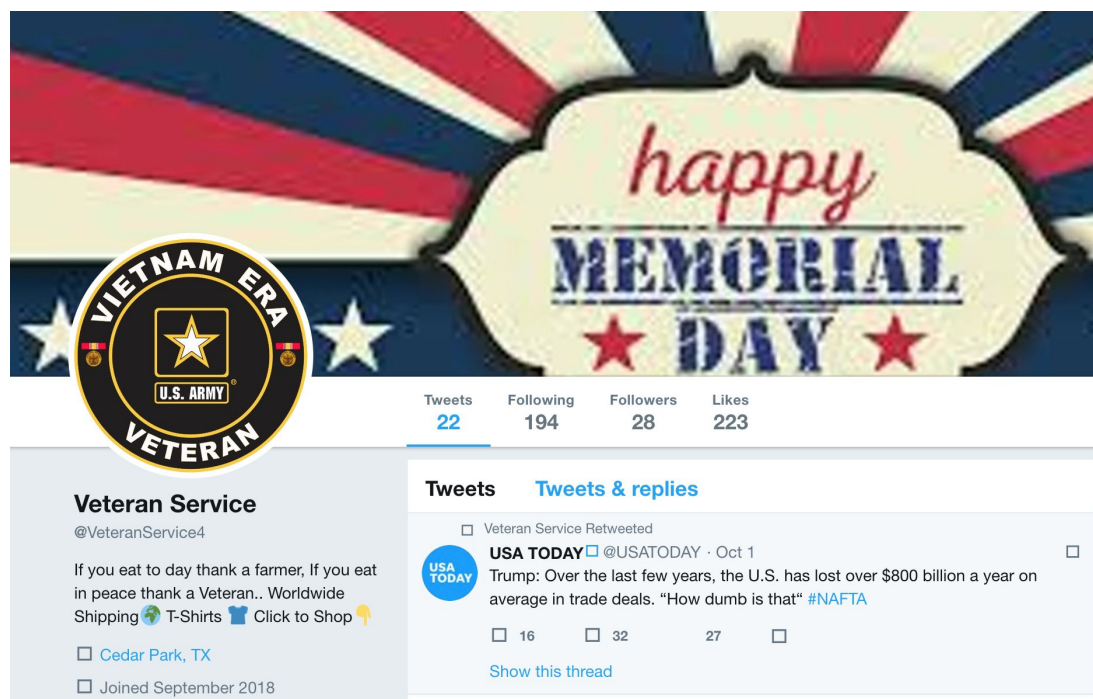 happy
MEMORIAL
DAY
VIETNAM ERA
U.S. ARMY ®
VETERAN
Tweets Following Followers Likes
22 194 28 223
Veteran Service
@VeteranService4
If you eat to day thank a farmer, If you eat
in peace thank a Veteran.. Worldwide
Shipping🌍 T-Shirts 👕 Click to Shop👇
Cedar Park, TX
Joined September 2018
Tweets Tweets & replies
Veteran Service Retweeted
USA TODAY
USA TODAY @USATODAY · Oct 1
Trump: Over the last few years, the U.S. has lost over $800 billion a year on
average in trade deals. “How dumb is that“ #NAFTA
16 32 27
Show this thread